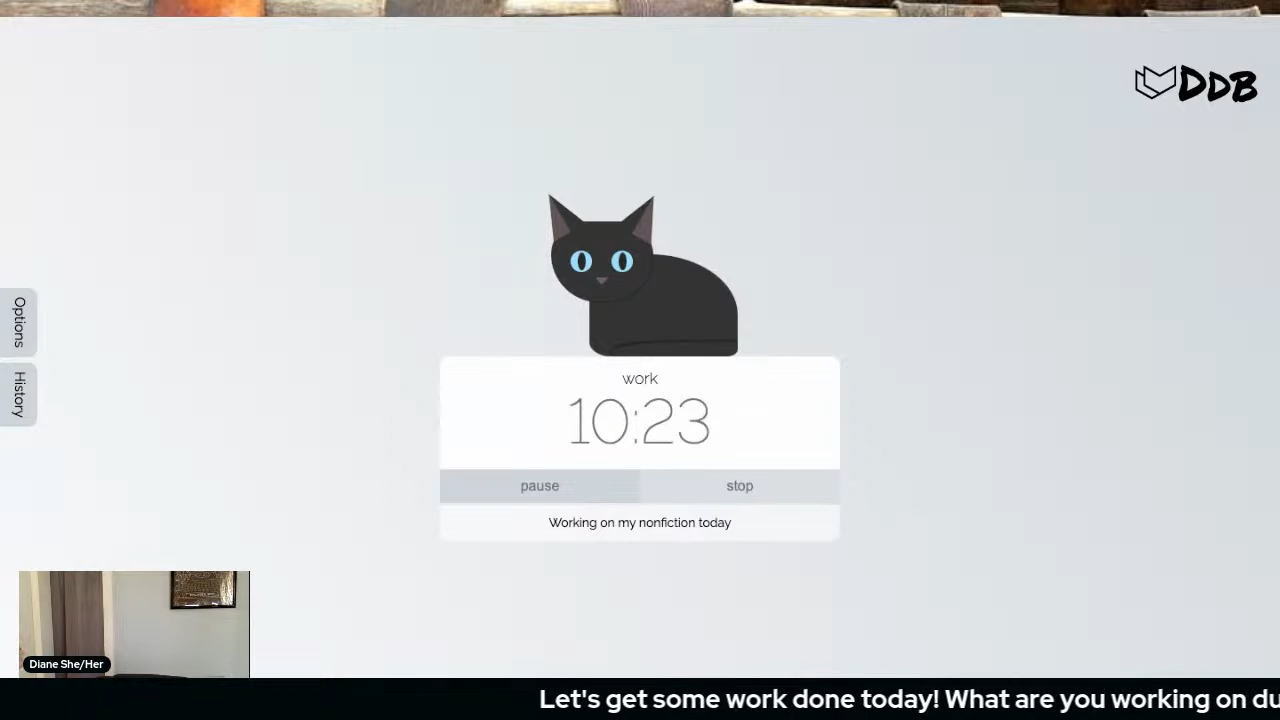 DDB
Options
History
work
10:23
pause
stop
Working on my nonfiction today
Diane She/Her
Let's get some work done today! What are you working on du